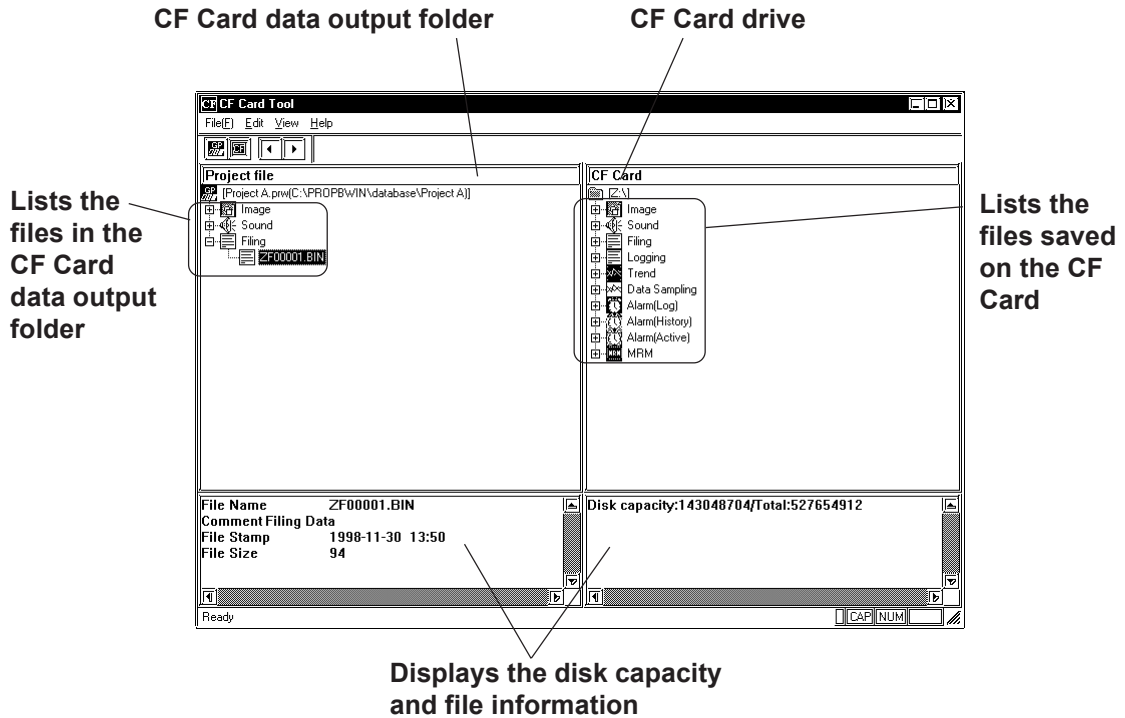 CF Card data output folder
CF Card drive
CF CF Card Tool
File(F) Edit View Help
GP CF
Project file
GP [Project A.prw(C:\PROPBWIN\database\Project A)]
Image
Sound
Filing
ZF00001.BIN
CF Card
[Z:\]
Image
Sound
Filing
Logging
Trend
Data Sampling
Alarm(Log)
Alarm(History)
Alarm(Active)
MRM
Lists the
files in the
CF Card
data output
folder
Lists the
files saved
on the CF
Card
File Name ZF00001.BIN
Comment Filing Data
File Stamp 1998-11-30 13:50
File Size 94
Disk capacity:143048704/Total:527654912
Ready
CAP NUM
Displays the disk capacity
and file information